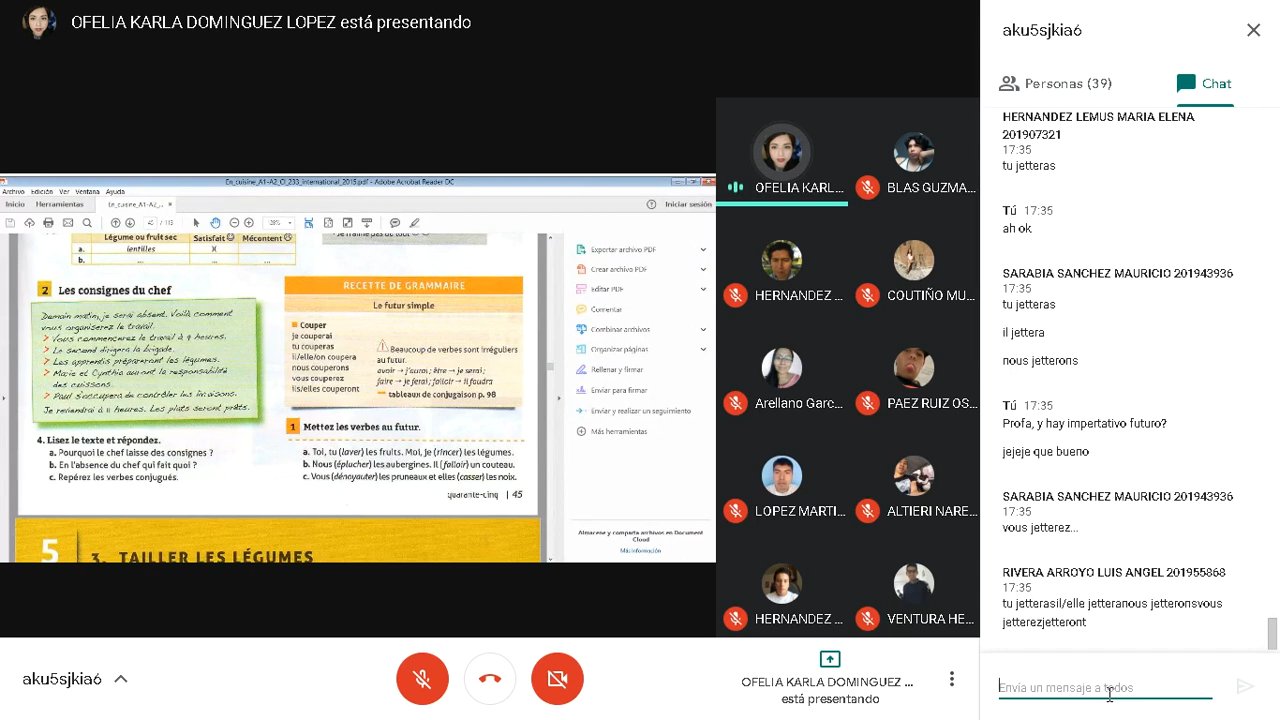 OFELIA KARLA DOMINGUEZ LOPEZ está presentando
En_cuisine_A1-A2_CI_233_international_2015.pdf - Adobe Acrobat Reader DC
Archivo Edición Ver Ventana Ayuda
Inicio Herramientas En_cuisine_A1-A2_... × Iniciar sesión
45 / 115 28%
Légume ou fruit sec Satisfait Mécontent
a. lentilles X
b. ... ... ...
2 Les consignes du chef
Demain matin, je serai absent. Voilà comment
vous organiserez le travail.
> Vous commencerez le travail à 9 heures.
> Le second dirigera la brigade.
> Les apprentis prépareront les légumes.
> Marie et Cynthia auront la responsabilité
des cuissons.
> Paul s'occupera de contrôler les livraisons.
Je reviendrai à 11 heures. Les plats seront prêts.
4. Lisez le texte et répondez.
a. Pourquoi le chef laisse des consignes ?
b. En l'absence du chef qui fait quoi ?
c. Repérez les verbes conjugués.
RECETTE DE GRAMMAIRE
Le futur simple
Couper
je couperai
tu couperas
il/elle/on coupera
nous couperons
vous couperez
ils/elles couperont
Beaucoup de verbes sont irréguliers
au futur.
avoir → j'aurai; être → je serai;
faire → je ferai; falloir → il faudra
tableaux de conjugaison p. 98
1 Mettez les verbes au futur.
a. Toi, tu (laver) les fruits. Moi, je (rincer) les légumes.
b. Nous (éplucher) les aubergines. Il (falloir) un couteau.
c. Vous (dénoyauter) les pruneaux et elles (casser) les noix.
quarante-cinq | 45
5 3. TAILLER LES LÉGUMES
Exportar archivo PDF
Crear archivo PDF
Editar PDF
Comentar
Combinar archivos
Organizar páginas
Rellenar y firmar
Enviar para firmar
Enviar y realizar un seguimiento
Más herramientas
Almacene y comparta archivos en Document
Cloud
Más información
OFELIA KARL...
BLAS GUZMA...
HERNANDEZ ...
COUTIÑO MU...
Arellano Garc...
PAEZ RUIZ OS...
LOPEZ MARTI...
ALTIERI NARE...
HERNANDEZ ...
VENTURA HE...
aku5sjkia6
OFELIA KARLA DOMINGUEZ ...
está presentando
aku5sjkia6
Personas (39) Chat
HERNANDEZ LEMUS MARIA ELENA
201907321
17:35
tu jetteras
Tú 17:35
ah ok
SARABIA SANCHEZ MAURICIO 201943936
17:35
tu jetteras
il jettera
nous jetterons
Tú 17:35
Profa, y hay impertativo futuro?
jejeje que bueno
SARABIA SANCHEZ MAURICIO 201943936
17:35
vous jetterez...
RIVERA ARROYO LUIS ANGEL 201955868
17:35
tu jetterasil/elle jetteranous jetteronsvous
jetterezjetteront
Envía un mensaje a todos